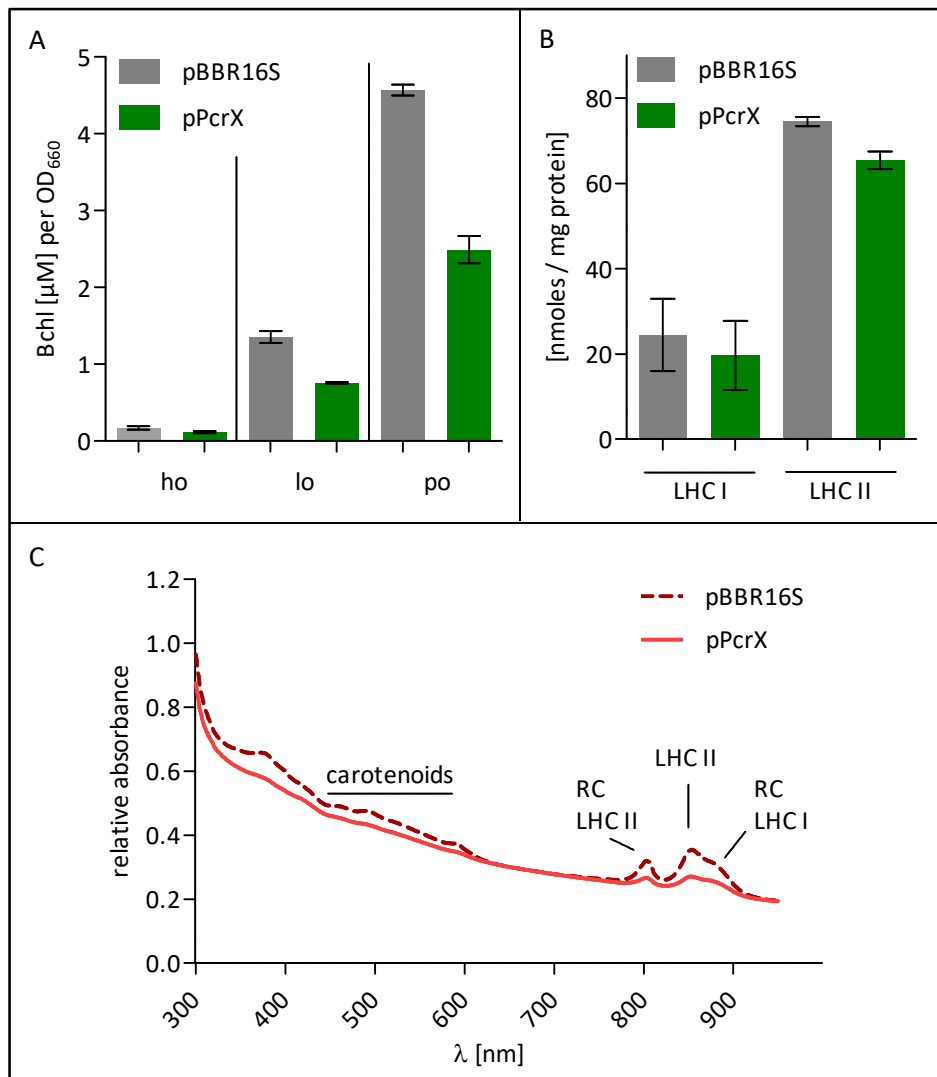 A
pBBR16S
pPcrX
Bchl [µM] per OD660
5
4
3
2
1
0
ho lo po
B
pBBR16S
pPcrX
[nmoles / mg protein]
80
60
40
20
0
LHC I LHC II
C
pBBR16S
pPcrX
relative absorbance
1.2
1.0
0.8
0.6
0.4
0.2
0.0
carotenoids
RC
LHC II
LHC II
RC
LHC I
300 400 500 600 700 800 900
λ [nm]